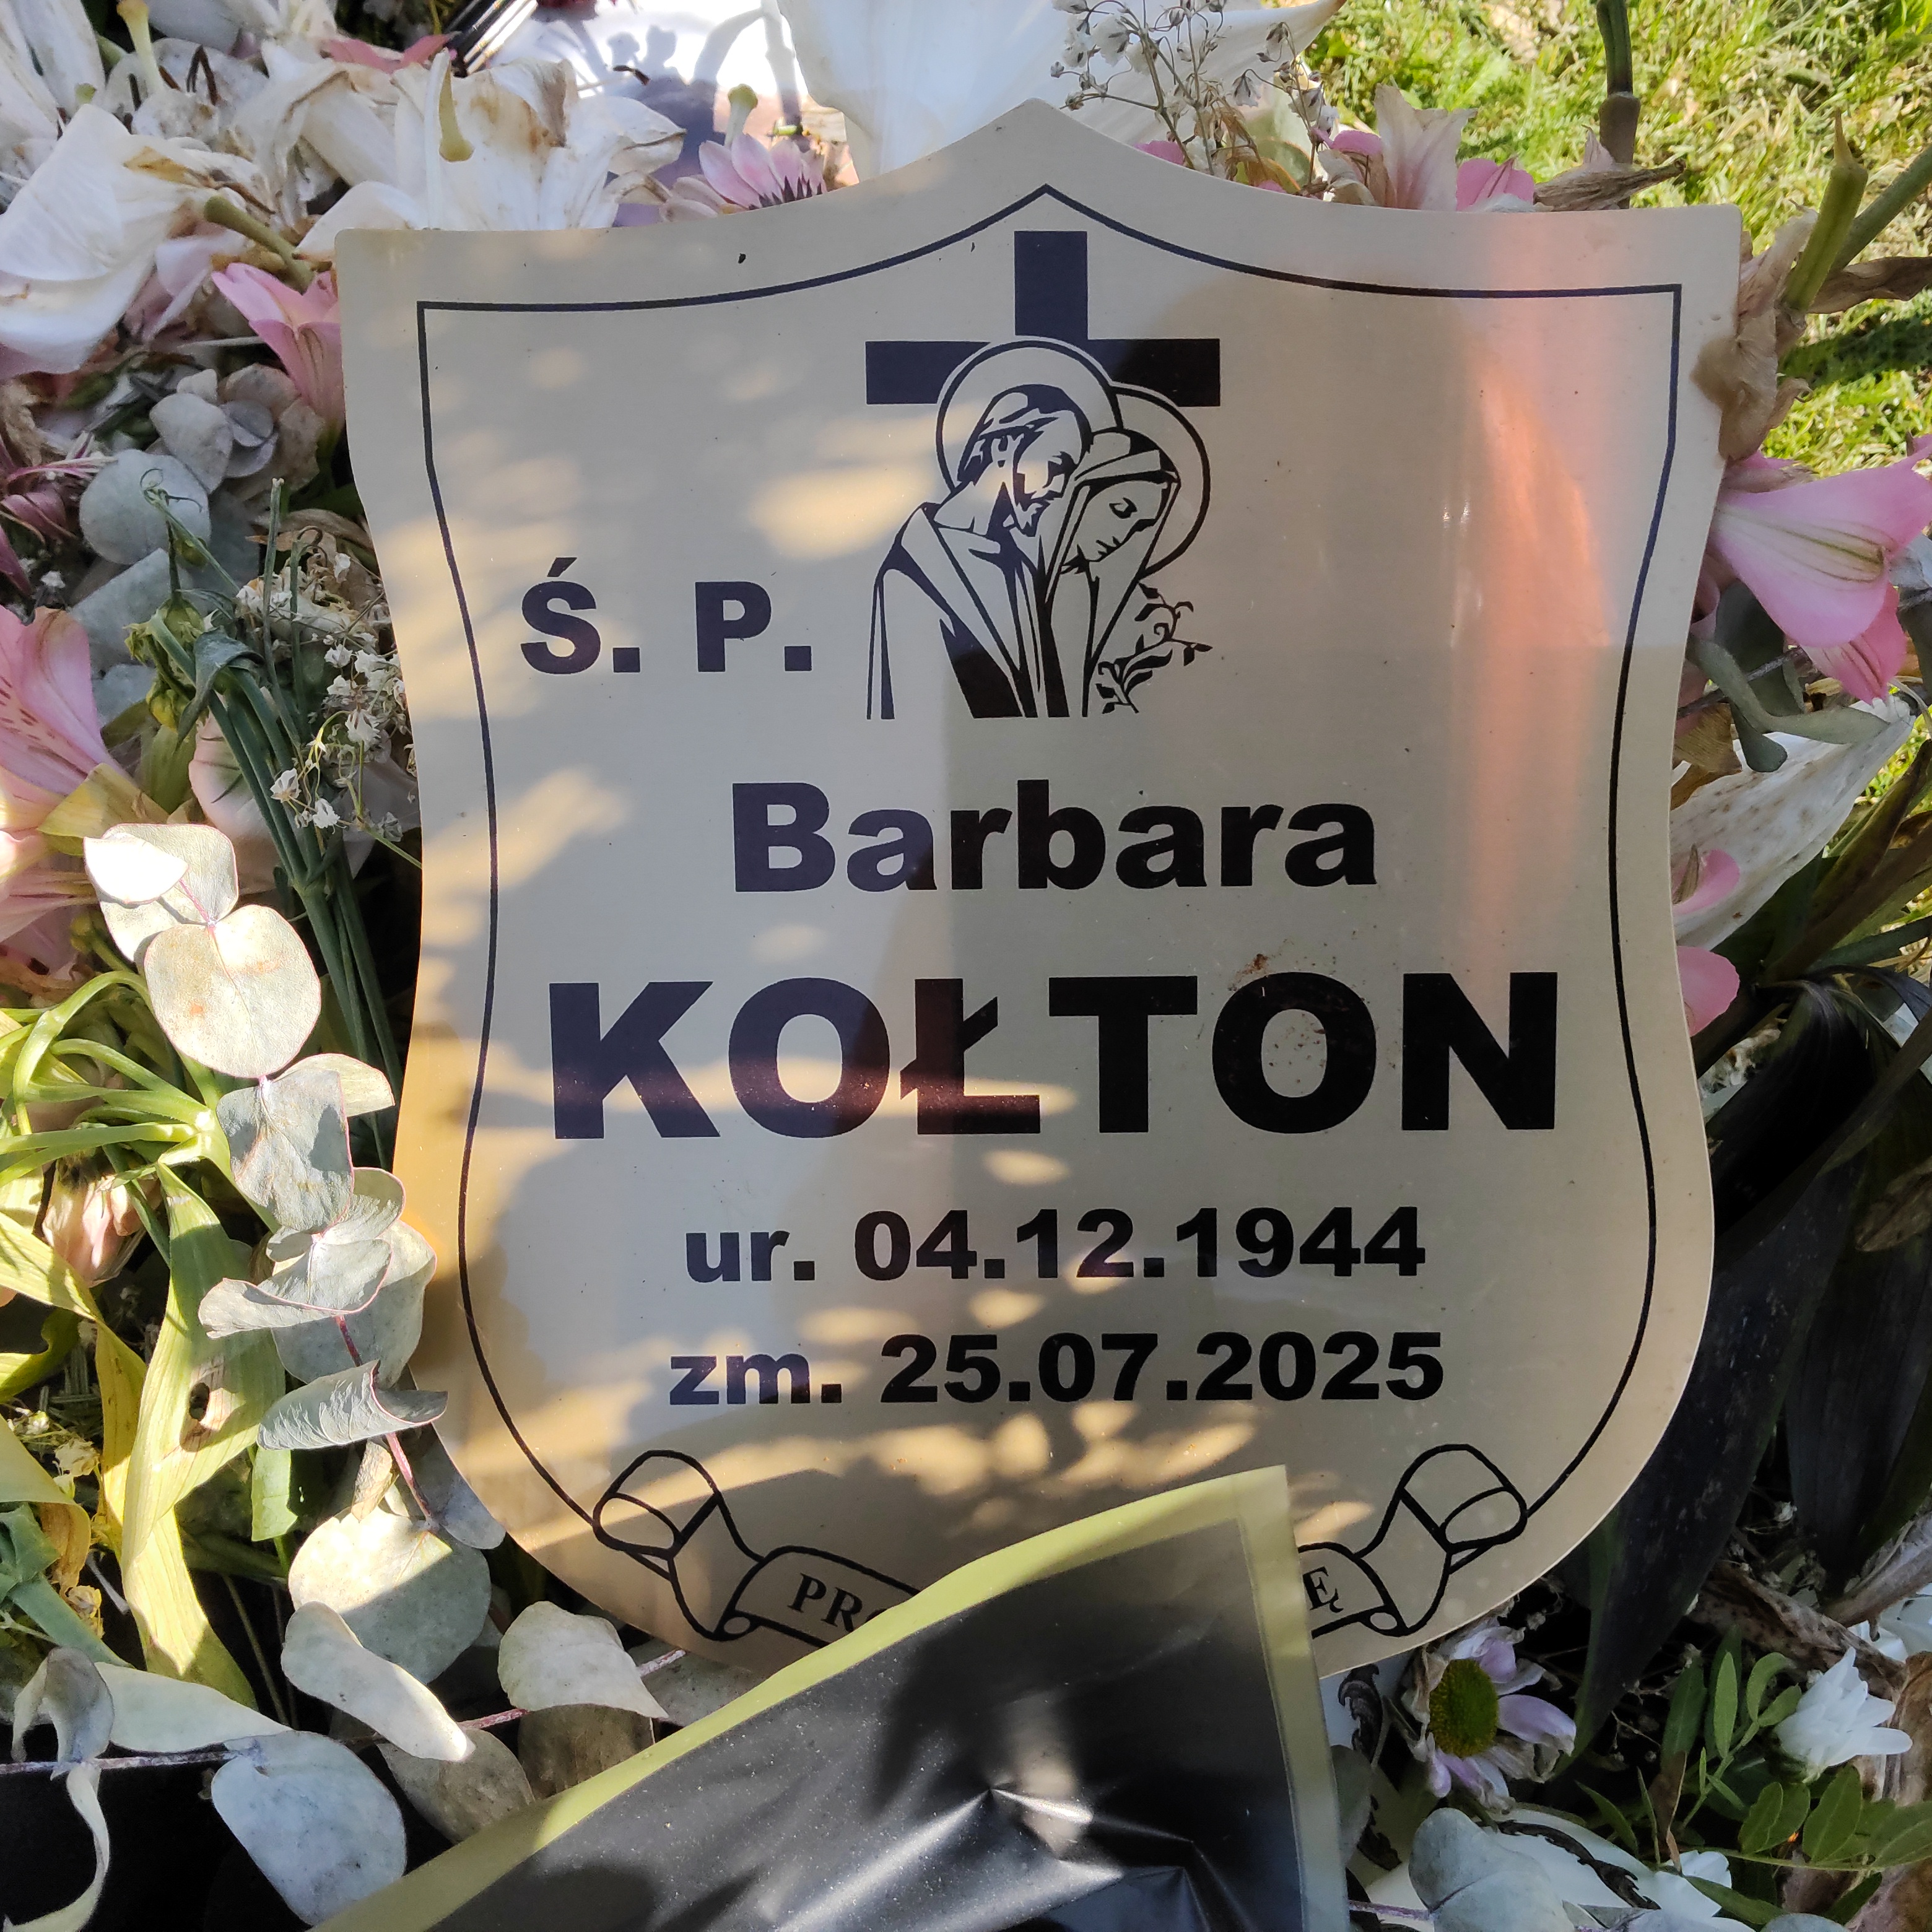 Ś. P.
Barbara
KOŁTON
ur. 04.12.1944
zm. 25.07.2025